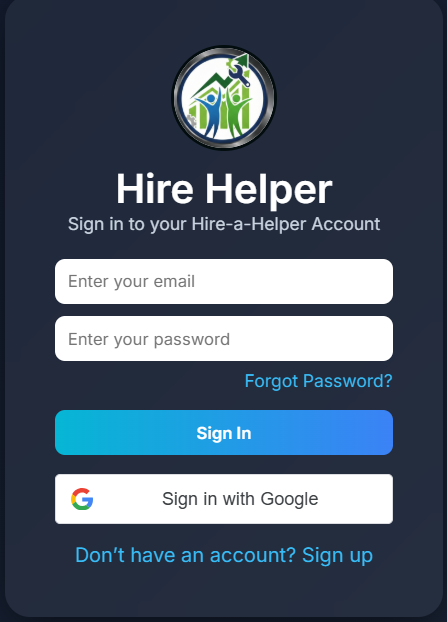 Hire Helper
Sign in to your Hire-a-Helper Account
Enter your email
Enter your password
Forgot Password?
Sign In
Sign in with Google
Don’t have an account? Sign up